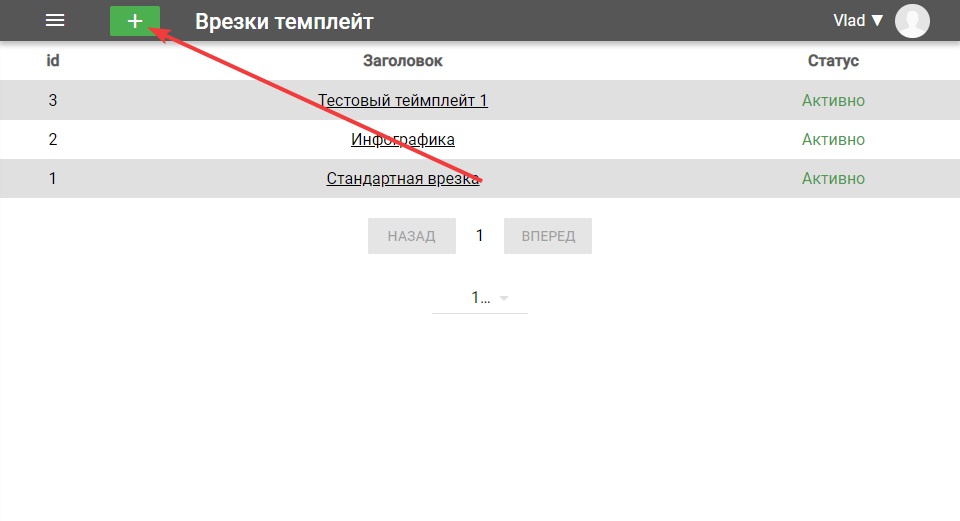 + Врезки темплейт Vlad ▼
id Заголовок Статус
3 Тестовый теймплейт 1 Активно
2 Инфографика Активно
1 Стандартная врезка Активно
НАЗАД 1 ВПЕРЕД
1...